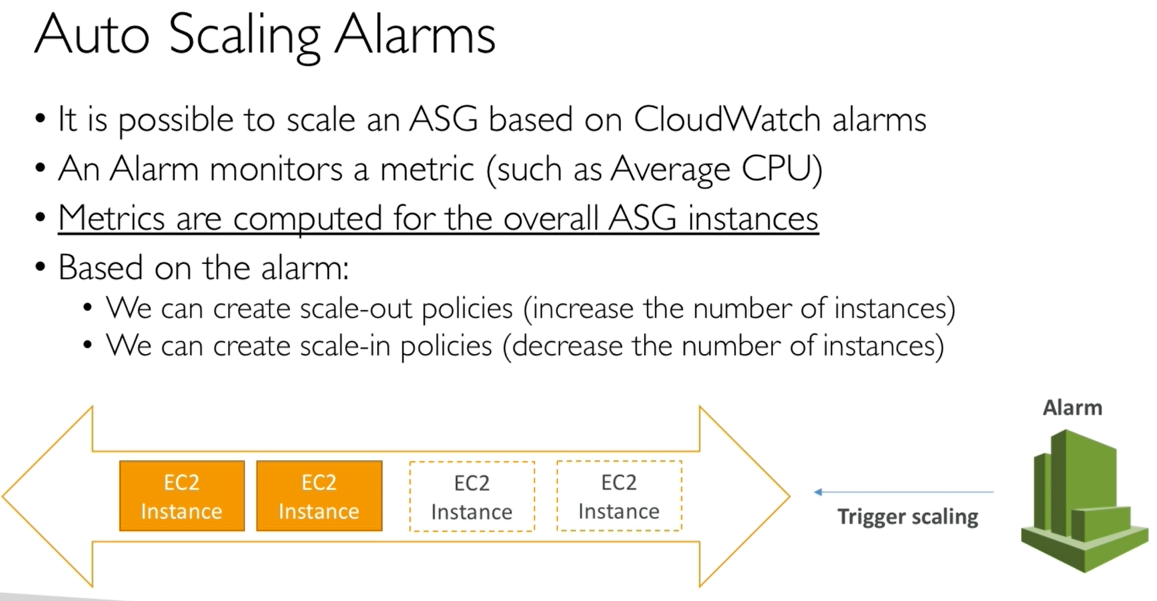 Auto Scaling Alarms
• It is possible to scale an ASG based on CloudWatch alarms
• An Alarm monitors a metric (such as Average CPU)
• Metrics are computed for the overall ASG instances
• Based on the alarm:
• We can create scale-out policies (increase the number of instances)
• We can create scale-in policies (decrease the number of instances)
EC2
Instance
EC2
Instance
EC2
Instance
EC2
Instance
Alarm
Trigger scaling